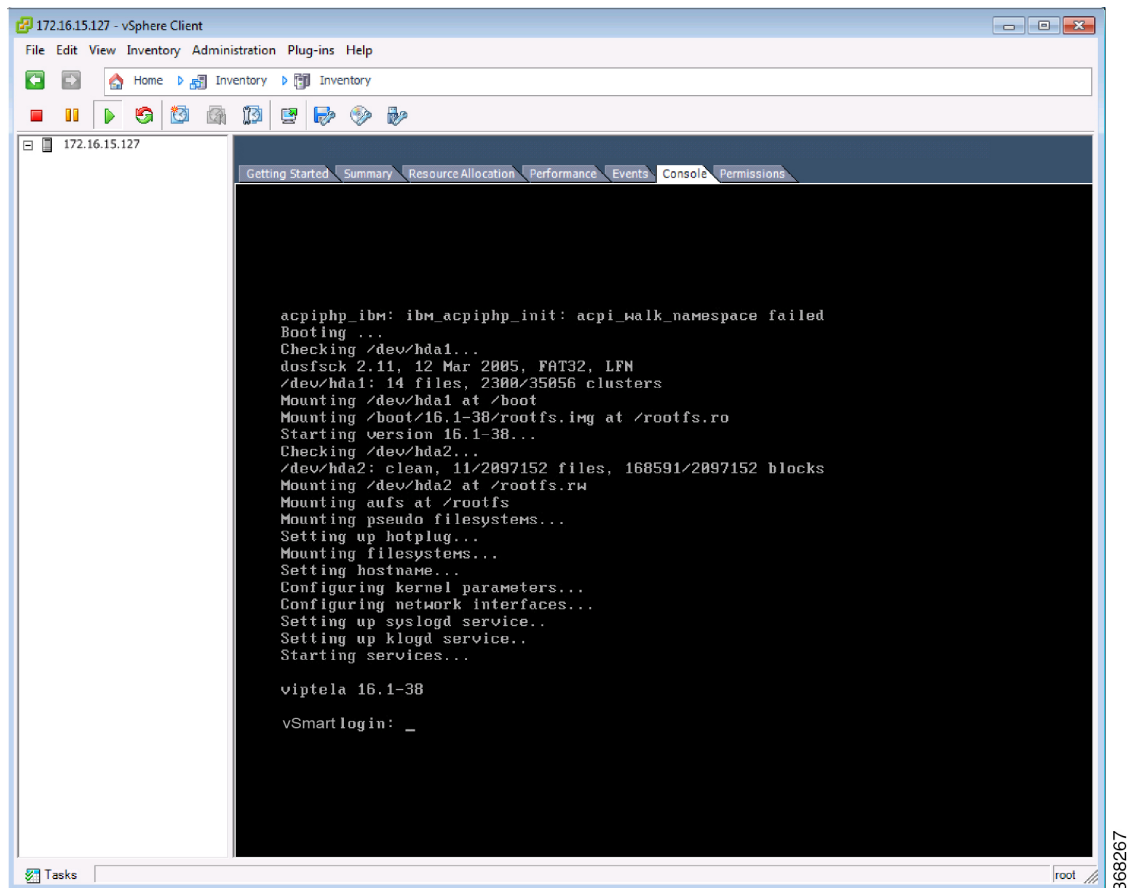 172.16.15.127 - vSphere Client
File Edit View Inventory Administration Plug-ins Help
Home Inventory Inventory
172.16.15.127
Getting Started Summary Resource Allocation Performance Events Console Permissions
acpiphp_ibm: ibm_acpiphp_init: acpi_walk_namespace failed
Booting ...
Checking /dev/hda1...
dosfsck 2.11, 12 Mar 2005, FAT32, LFN
/dev/hda1: 14 files, 2300/35056 clusters
Mounting /dev/hda1 at /boot
Mounting /boot/16.1-38/rootfs.img at /rootfs.ro
Starting version 16.1-38...
Checking /dev/hda2...
/dev/hda2: clean, 11/2097152 files, 168591/2097152 blocks
Mounting /dev/hda2 at /rootfs.rw
Mounting aufs at /rootfs
Mounting pseudo filesystems...
Setting up hotplug...
Mounting filesystems...
Setting hostname...
Configuring kernel parameters...
Configuring network interfaces...
Setting up syslogd service..
Setting up klogd service..
Starting services...
viptela 16.1-38
vSmart login: _
Tasks
root
368267